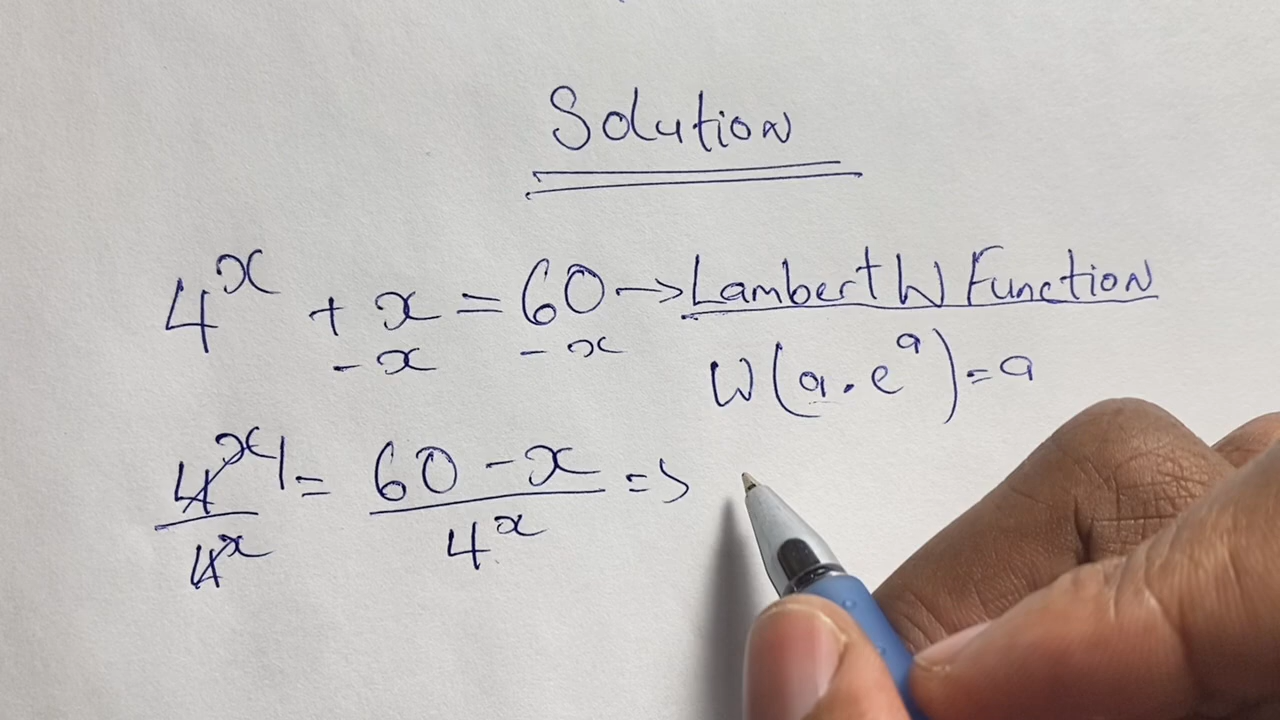 Solution
4^x + x = 60 → Lambert W Function
-x -x W(a.e^a) = a
4^x/4^x 1 = 60 - x/4^x =>